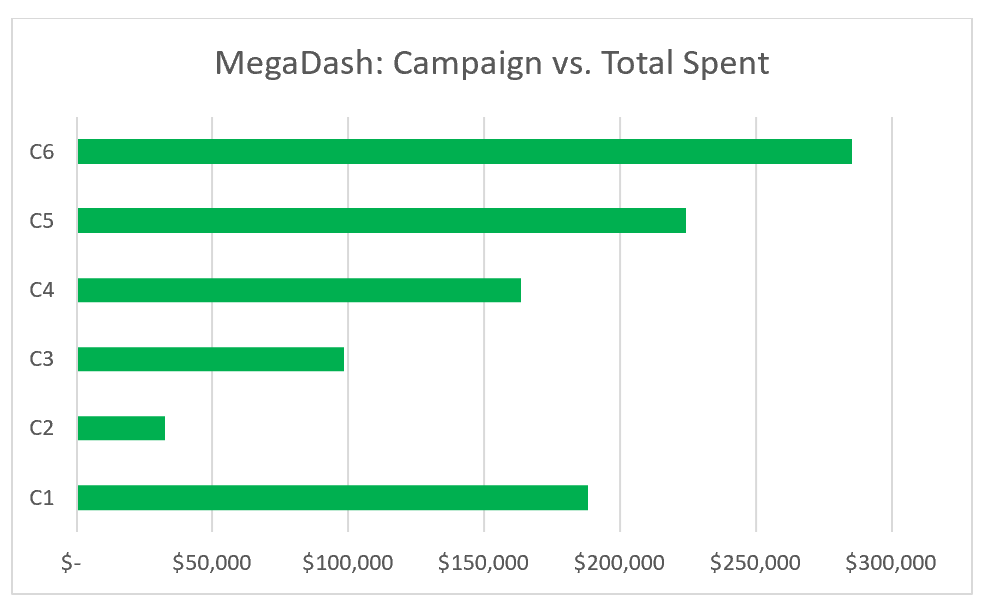 MegaDash: Campaign vs. Total Spent
C6
C5
C4
C3
C2
C1
$- $50,000 $100,000 $150,000 $200,000 $250,000 $300,000